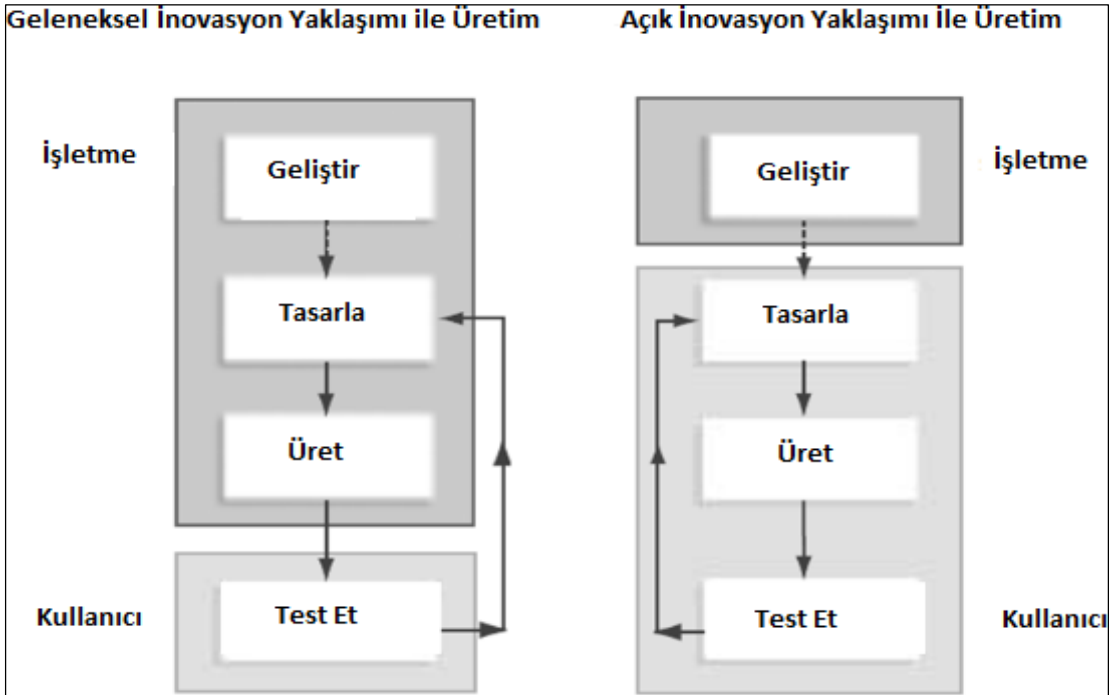 Geleneksel İnovasyon Yaklaşımı ile Üretim
İşletme
Geliştir
Tasarla
Üret
Kullanıcı
Test Et
Açık İnovasyon Yaklaşımı İle Üretim
Geliştir
İşletme
Tasarla
Üret
Test Et
Kullanıcı